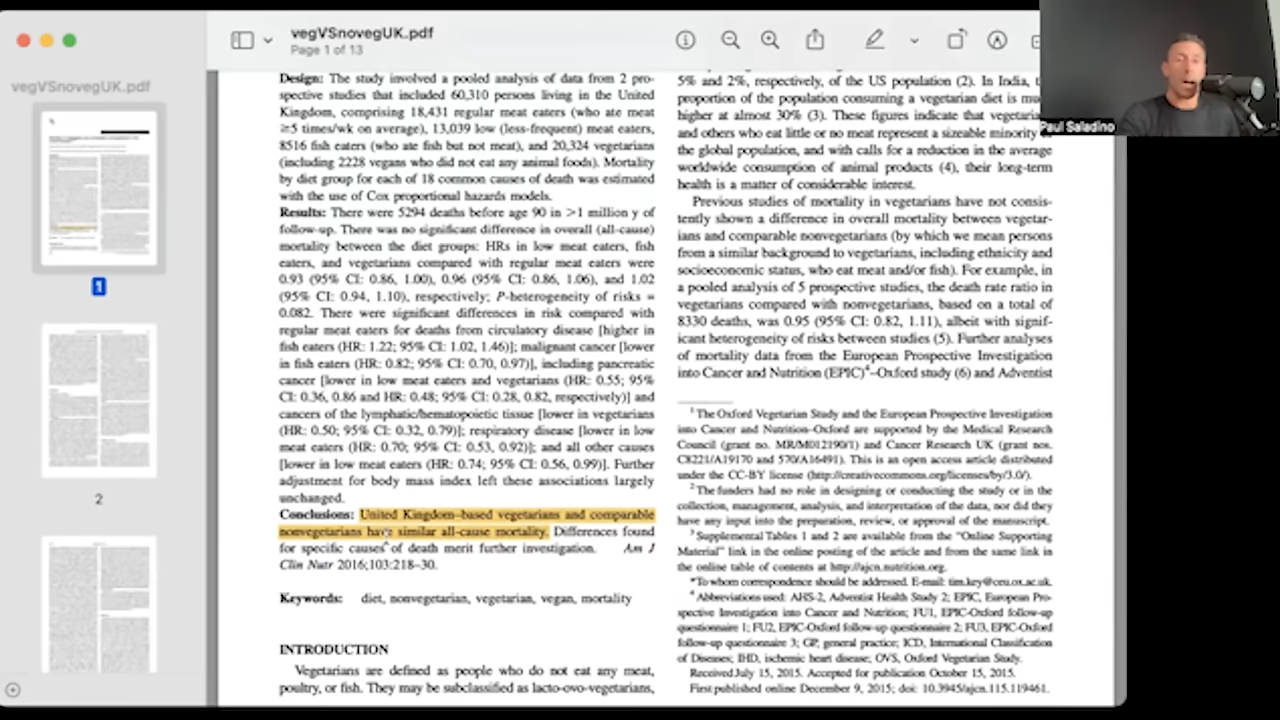 vegVSnovegUK.pdf
Page 1 of 13
vegVSnovegUK.pdf
1
2
Paul Saladino
Design: The study involved a pooled analysis of data from 2 pro-
spective studies that included 60,310 persons living in the United
Kingdom, comprising 18,431 regular meat eaters (who ate meat
≥5 times/wk on average), 13,039 low (less-frequent) meat eaters,
8516 fish eaters (who ate fish but not meat), and 20,324 vegetarians
(including 2228 vegans who did not eat any animal foods). Mortality
by diet group for each of 18 common causes of death was estimated
with the use of Cox proportional hazards models.
Results: There were 5294 deaths before age 90 in >1 million y of
follow-up. There was no significant difference in overall (all-cause)
mortality between the diet groups: HRs in low meat eaters, fish
eaters, and vegetarians compared with regular meat eaters were
0.93 (95% CI: 0.86, 1.00), 0.96 (95% CI: 0.86, 1.06), and 1.02
(95% CI: 0.94, 1.10), respectively; P-heterogeneity of risks =
0.082. There were significant differences in risk compared with
regular meat eaters for deaths from circulatory disease [higher in
fish eaters (HR: 1.22; 95% CI: 1.02, 1.46)]; malignant cancer [lower
in fish eaters (HR: 0.82; 95% CI: 0.70, 0.97)], including pancreatic
cancer [lower in low meat eaters and vegetarians (HR: 0.55; 95%
CI: 0.36, 0.86 and HR: 0.48; 95% CI: 0.28, 0.82, respectively)] and
cancers of the lymphatic/hematopoietic tissue [lower in vegetarians
(HR: 0.50; 95% CI: 0.32, 0.79)]; respiratory disease [lower in low
meat eaters (HR: 0.70; 95% CI: 0.53, 0.92)]; and all other causes
[lower in low meat eaters (HR: 0.74; 95% CI: 0.56, 0.99)]. Further
adjustment for body mass index left these associations largely
unchanged.
Conclusions: United Kingdom–based vegetarians and comparable
nonvegetarians have similar all-cause mortality. Differences found
for specific causes of death merit further investigation. Am J
Clin Nutr 2016;103:218–30.
Keywords: diet, nonvegetarian, vegetarian, vegan, mortality
INTRODUCTION
Vegetarians are defined as people who do not eat any meat,
poultry, or fish. They may be subclassified as lacto-ovo-vegetarians,
5% and 2%, respectively, of the US population (2). In India,
proportion of the population consuming a vegetarian diet is
higher at almost 30% (3). These figures indicate that
and others who eat little or no meat represent a sizeable minority
the global population, and with calls for a reduction in the average
worldwide consumption of animal products (4), their long-term
health is a matter of considerable interest.
Previous studies of mortality in vegetarians have not consis-
tently shown a difference in overall mortality between vegetar-
ians and comparable nonvegetarians (by which we mean persons
from a similar background to vegetarians, including ethnicity and
socioeconomic status, who eat meat and/or fish). For example, in
a pooled analysis of 5 prospective studies, the death rate ratio in
vegetarians compared with nonvegetarians, based on a total of
8330 deaths, was 0.95 (95% CI: 0.82, 1.11), albeit with signif-
icant heterogeneity of risks between studies (5). Further analyses
of mortality data from the European Prospective Investigation
into Cancer and Nutrition (EPIC)⁴–Oxford study (6) and Adventist
¹The Oxford Vegetarian Study and the European Prospective Investigation
into Cancer and Nutrition–Oxford are supported by the Medical Research
Council (grant no. MR/M012190/1) and Cancer Research UK (grant nos.
C8221/A19170 and 570/A16491). This is an open access article distributed
under the CC-BY license (http://creativecommons.org/licenses/by/3.0/).
²The funders had no role in designing or conducting the study or in the
collection, management, analysis, and interpretation of the data, nor did they
have any input into the preparation, review, or approval of the manuscript.
³Supplemental Tables 1 and 2 are available from the "Online Supporting
Material" link in the online posting of the article and from the same link in
the online table of contents at http://ajcn.nutrition.org.
*To whom correspondence should be addressed. E-mail: tim.key@ceu.ox.ac.uk.
⁴Abbreviations used: AHS-2, Adventist Health Study 2; EPIC, European Pro-
spective Investigation into Cancer and Nutrition; FU1, EPIC-Oxford follow-up
questionnaire 1; FU2, EPIC-Oxford follow-up questionnaire 2; FU3, EPIC-Oxford
follow-up questionnaire 3; GP, general practice; ICD, International Classification
of Diseases; IHD, ischemic heart disease; OVS, Oxford Vegetarian Study.
Received July 15, 2015. Accepted for publication October 15, 2015.
First published online December 9, 2015; doi: 10.3945/ajcn.115.119461.